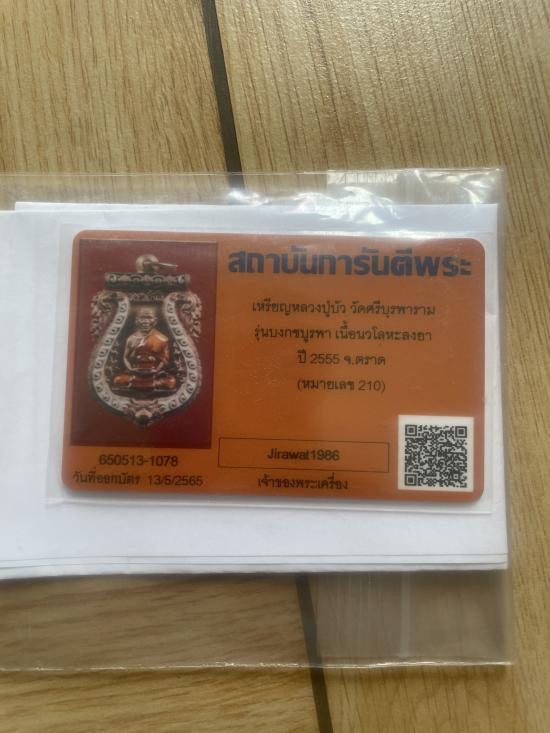 สถาบันการันตีพระ
เหรียญหลวงปู่บัว วัดศรีบุรพาราม
รุ่นบงกชบูรพา เนื้อนวโลหะลงยา
ปี 2555 จ.ตราด
(หมายเลข 210)
650513-1078
วันที่ออกบัตร 13/5/2565
Jirawat1986
เจ้าของพระเครื่อง